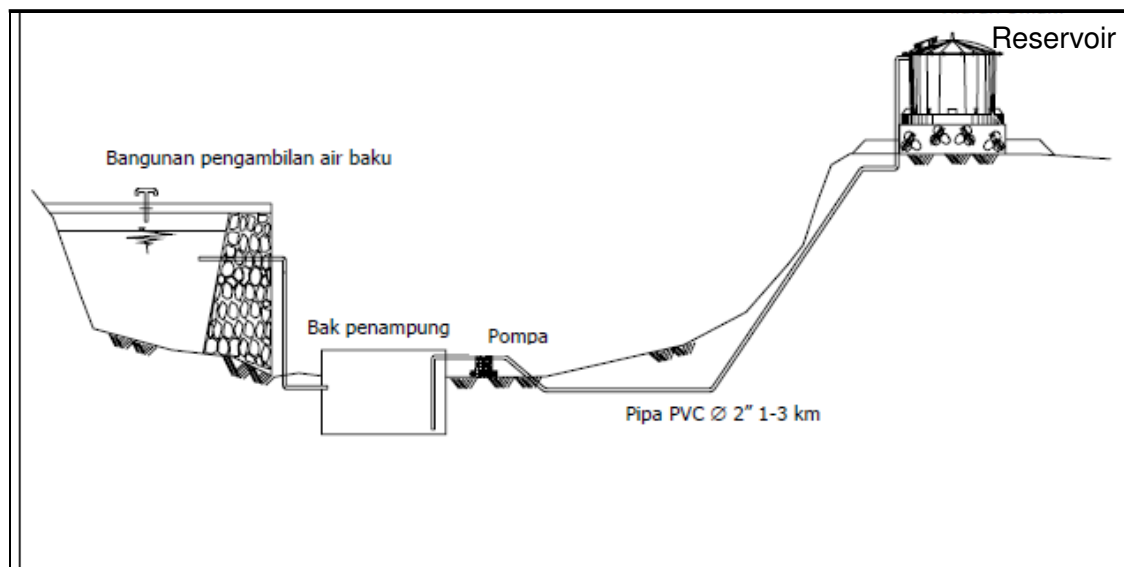 Reservoir
Bangunan pengambilan air baku
Bak penampung
Pompa
Pipa PVC ∅ 2” 1-3 km